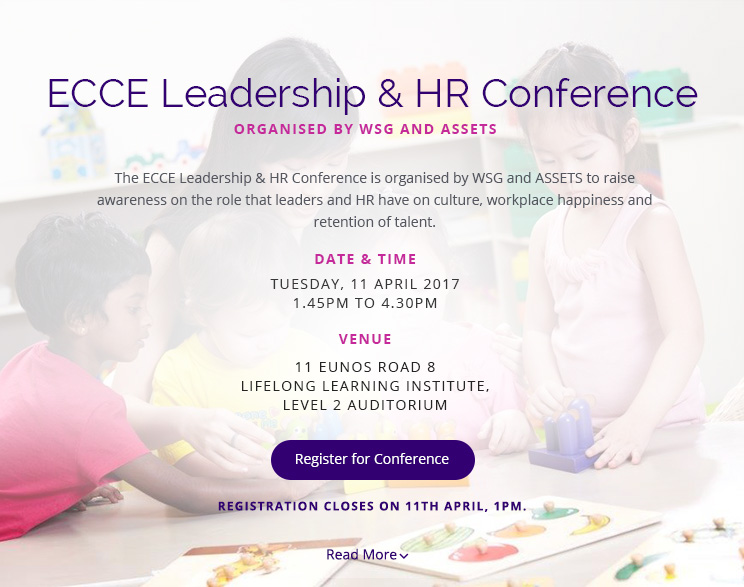 ECCE Leadership & HR Conference
ORGANISED BY WSG AND ASSETS
The ECCE Leadership & HR Conference is organised by WSG and ASSETS to raise
awareness on the role that leaders and HR have on culture, workplace happiness and
retention of talent.
DATE & TIME
TUESDAY, 11 APRIL 2017
1.45PM TO 4.30PM
VENUE
11 EUNOS ROAD 8
LIFELONG LEARNING INSTITUTE,
LEVEL 2 AUDITORIUM
Register for Conference
REGISTRATION CLOSES ON 11TH APRIL, 1PM.
Read More